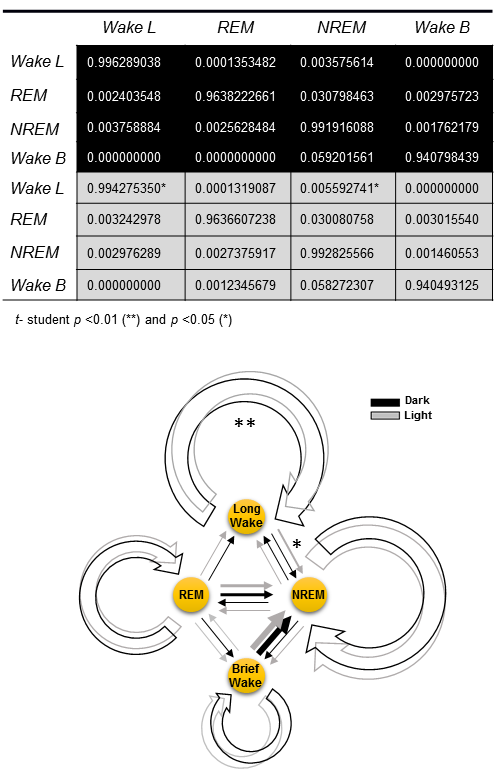 Wake L REM NREM Wake B
Wake L 0.996289038 0.0001353482 0.003575614 0.000000000
REM 0.002403548 0.9638222661 0.030798463 0.002975723
NREM 0.003758884 0.0025628484 0.991916088 0.001762179
Wake B 0.000000000 0.0000000000 0.059201561 0.940798439
Wake L 0.994275350* 0.0001319087 0.005592741* 0.000000000
REM 0.003242978 0.9636607238 0.030080758 0.003015540
NREM 0.002976289 0.0027375917 0.992825566 0.001460553
Wake B 0.000000000 0.0012345679 0.058272307 0.940493125
t- student p <0.01 (**) and p <0.05 (*)
Dark
Light
**
Long
Wake
*
REM
NREM
Brief
Wake